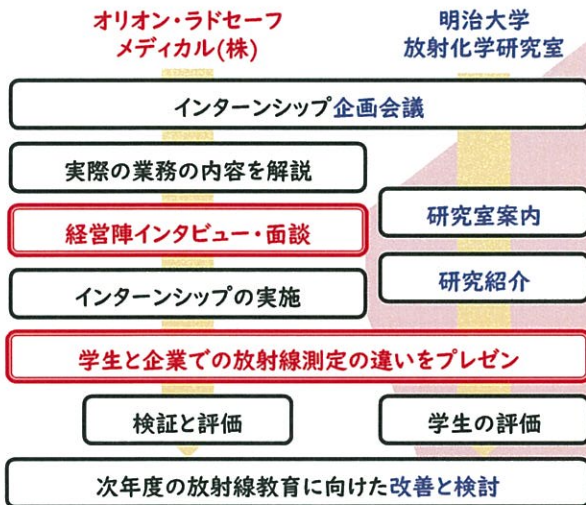 オリオン・ラドセーフ
メディカル(株)
明治大学
放射化学研究室
インターンシップ企画会議
実際の業務の内容を解説
経営陣インタビュー・面談
研究室案内
インターンシップの実施
研究紹介
学生と企業での放射線測定の違いをプレゼン
検証と評価
学生の評価
次年度の放射線教育に向けた改善と検討